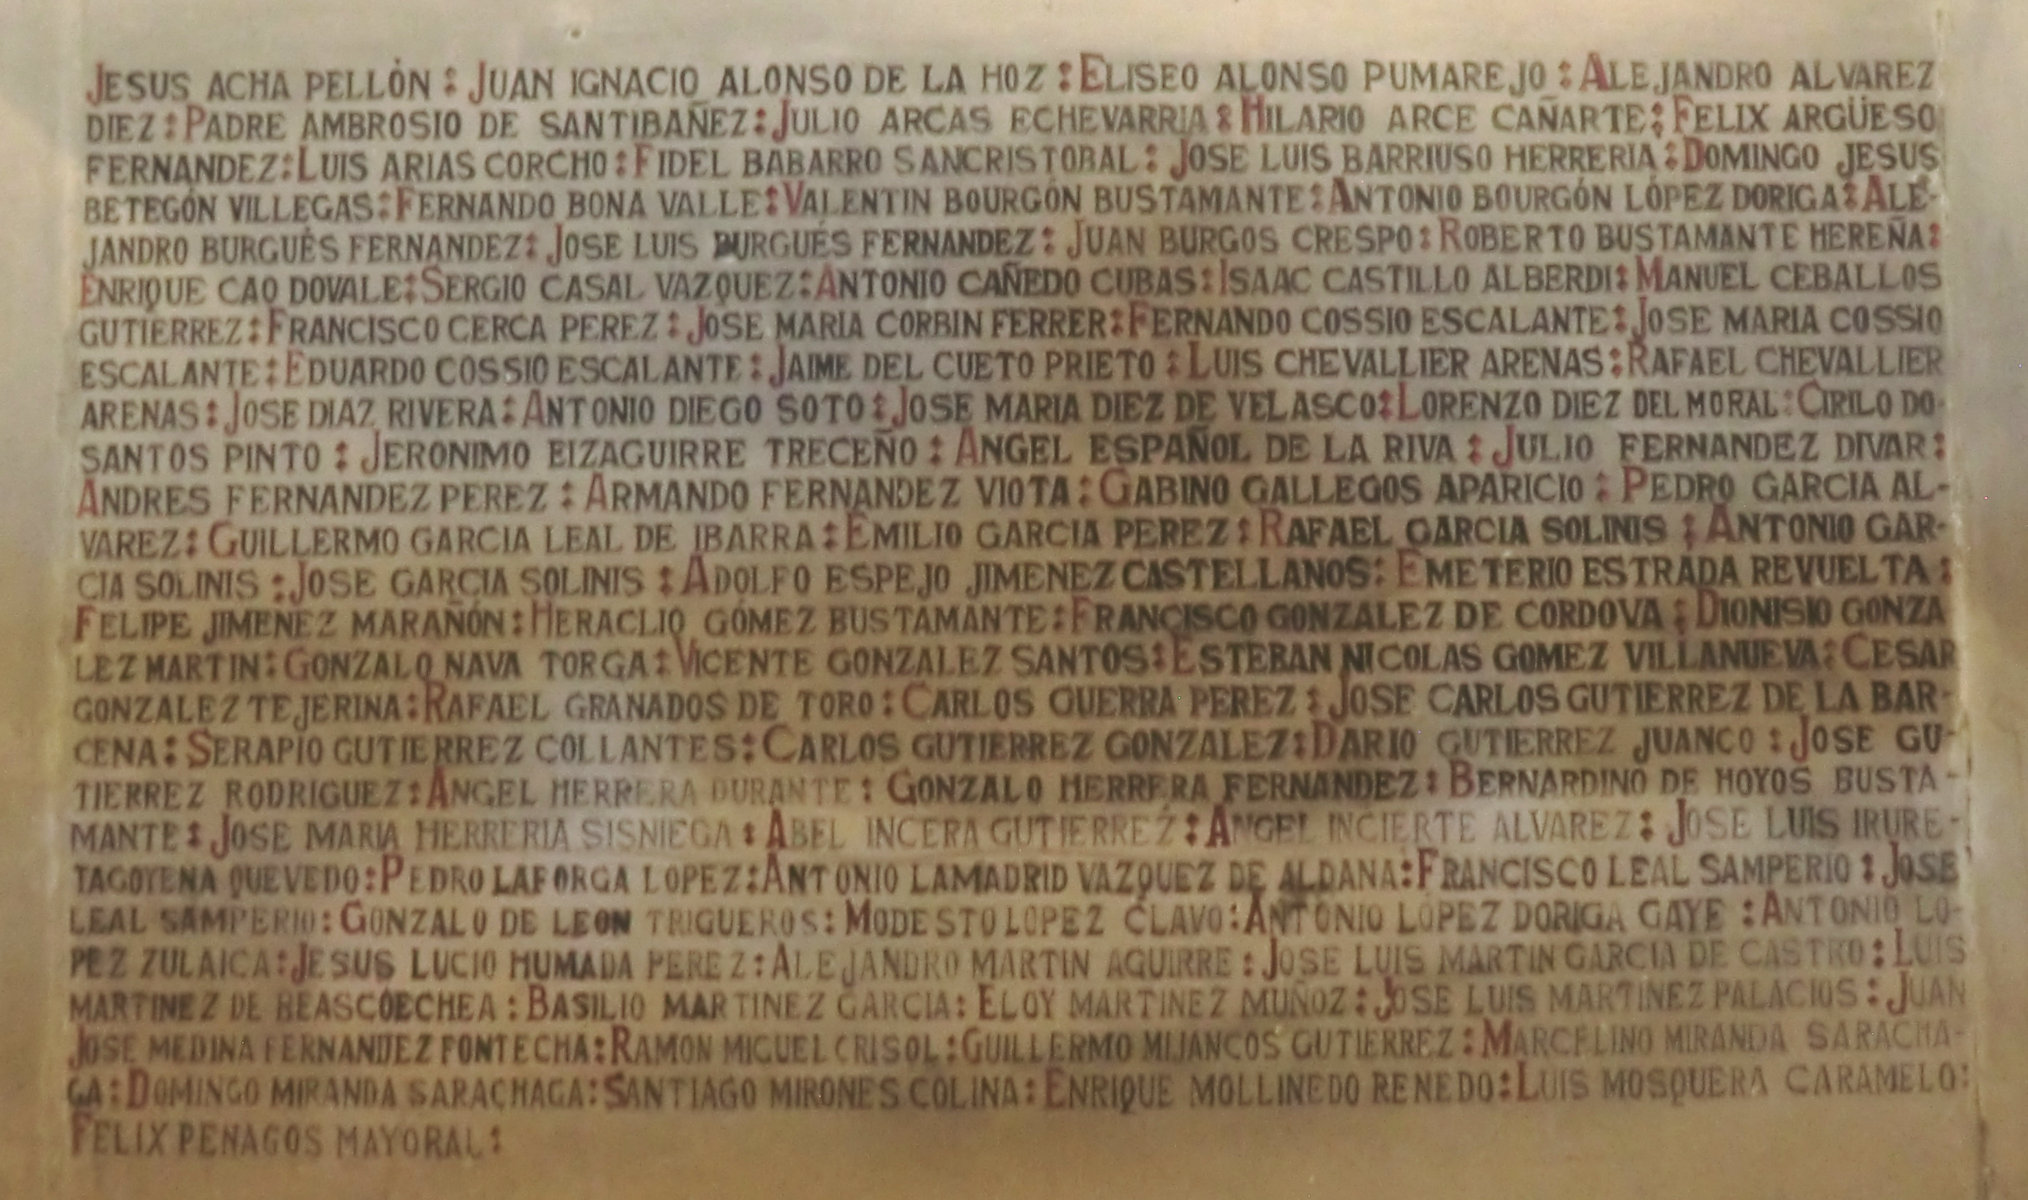 JESUS ACHA PELLÓN : JUAN IGNACIO ALONSO DE LA HOZ : ELISEO ALONSO PUMAREJO : ALEJANDRO ALVAREZ
DIEZ : PADRE AMBROSIO DE SANTIBAÑEZ : JULIO ARCAS ECHEVARRIA : HILARIO ARCE CAÑARTE : FELIX ARGÜESO
FERNANDEZ : LUIS ARIAS CORCHO : FIDEL BABARRO SANCRISTOBAL : JOSE LUIS BARRIUSO HERRERIA : DOMINGO JESUS
BETEGÓN VILLEGAS : FERNANDO BONA VALLE : VALENTIN BOURGÓN BUSTAMANTE : ANTONIO BOURGÓN LÓPEZ DORIGA : ALE-
JANDRO BURGUÉS FERNANDEZ : JOSE LUIS BURGUÉS FERNANDEZ : JUAN BURGOS CRESPO : ROBERTO BUSTAMANTE HEREÑA :
ENRIQUE CAO DOVALE : SERGIO CASAL VAZQUEZ : ANTONIO CAÑEDO CUBAS : ISAAC CASTILLO ALBERDI : MANUEL CEBALLOS
GUTIERREZ : FRANCISCO CERCA PEREZ : JOSE MARIA CORBIN FERRER : FERNANDO COSSIO ESCALANTE : JOSE MARIA COSSIO
ESCALANTE : EDUARDO COSSIO ESCALANTE : JAIME DEL CUETO PRIETO : LUIS CHEVALLIER ARENAS : RAFAEL CHEVALLIER
ARENAS : JOSE DIAZ RIVERA : ANTONIO DIEGO SOTO : JOSE MARIA DIEZ DE VELASCO : LORENZO DIEZ DEL MORAL : CIRILO DO-
SANTOS PINTO : JERONIMO EIZAGUIRRE TRECEÑO : ANGEL ESPAÑOL DE LA RIVA : JULIO FERNANDEZ DIVAR :
ANDRES FERNANDEZ PEREZ : ARMANDO FERNANDEZ VIOTA : GABINO GALLEGOS APARICIO : PEDRO GARCIA AL-
VAREZ : GUILLERMO GARCIA LEAL DE IBARRA : EMILIO GARCIA PEREZ : RAFAEL GARCIA SOLINIS : ANTONIO GAR-
CIA SOLINIS : JOSE GARCIA SOLINIS : ADOLFO ESPEJO JIMENEZ CASTELLANOS : EMETERIO ESTRADA REVUELTA :
FELIPE JIMENEZ MARAÑÓN : HERACLIO GÓMEZ BUSTAMANTE : FRANCISCO GONZALEZ DE CORDOVA : DIONISIO GONZA
LEZ MARTIN : GONZALO NAVA TORGA : VICENTE GONZALEZ SANTOS : ESTEBAN NICOLAS GOMEZ VILLANUEVA : CESAR
GONZALEZ TEJERINA : RAFAEL GRANADOS DE TORO : CARLOS GUERRA PEREZ : JOSE CARLOS GUTIERREZ DE LA BAR-
CENA : SERAPIO GUTIERREZ COLLANTES : CARLOS GUTIERREZ GONZALEZ : DARIO GUTIERREZ JUANCO : JOSE GU-
TIERREZ RODRIGUEZ : ANGEL HERRERA DURANTE : GONZALO HERRERA FERNANDEZ : BERNARDINO DE HOYOS BUSTA-
MANTE : JOSE MARIA HERRERIA SISNIEGA : ABEL INCERA GUTIERREZ : ANGEL INCIERTE ALVAREZ : JOSE LUIS IRURE-
TAGOYENA QUEVEDO : PEDRO LAFORGA LOPEZ : ANTONIO LAMADRID VAZQUEZ DE ALDANA : FRANCISCO LEAL SAMPERIO : JOSE
LEAL SAMPERIO : GONZALO DE LEON TRIGUEROS : MODESTO LOPEZ CLAVO : ANTONIO LÓPEZ DORIGA GAYE : ANTONIO LO-
PEZ ZULAICA : JESUS LUCIO HUMADA PEREZ : ALEJANDRO MARTIN AGUIRRE : JOSE LUIS MARTIN GARCIA DE CASTRO : LUIS
MARTINEZ DE BEASCOECHEA : BASILIO MARTINEZ GARCIA : ELOY MARTINEZ MUÑOZ : JOSE LUIS MARTINEZ PALACIOS : JUAN
JOSE MEDINA FERNANDEZ FONTECHA : RAMON MIGUEL CRISOL : GUILLERMO MIJANCOS GUTIERREZ : MARCELINO MIRANDA SARACHA-
GA : DOMINGO MIRANDA SARACHAGA : SANTIAGO MIRONES COLINA : ENRIQUE MOLLINEDO RENEDO : LUIS MOSQUERA CARAMELO :
FELIX PENAGOS MAYORAL :